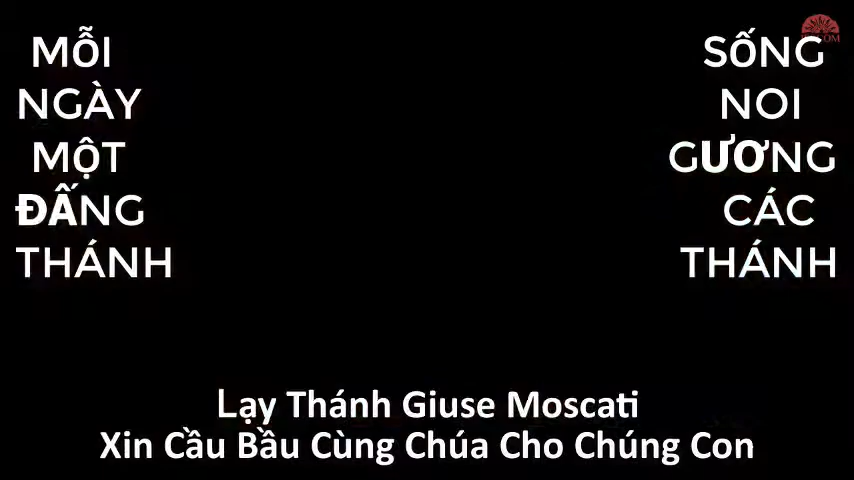 MỖI
NGÀY
MỘT
ĐẤNG
THÁNH
SỐNG
NOI
GƯƠNG
CÁC
THÁNH
Lạy Thánh Giuse Moscati
Xin Cầu Bầu Cùng Chúa Cho Chúng Con